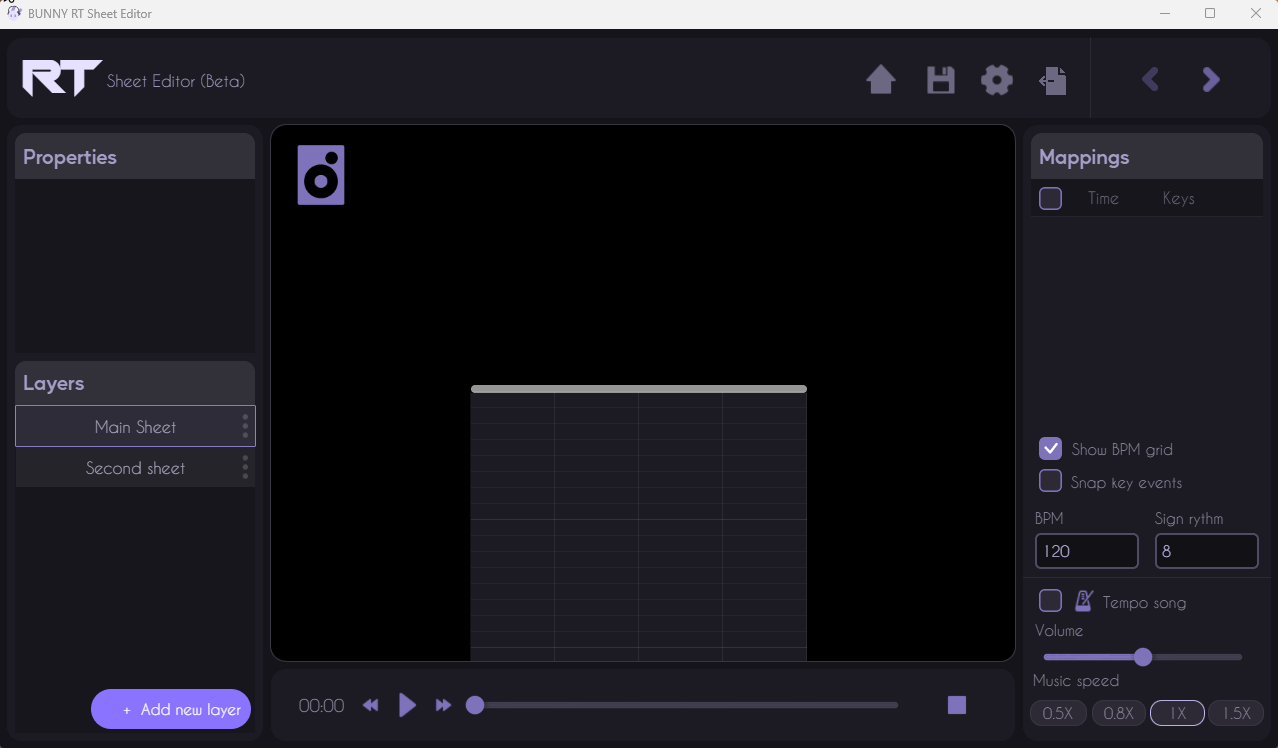 BUNNY RT Sheet Editor
RT Sheet Editor (Beta)
Properties
Layers
Main Sheet
Second sheet
+ Add new layer
00:00
Mappings
Time Keys
Show BPM grid
Snap key events
BPM Sign rythm
120 8
Tempo song
Volume
Music speed
0.5X 0.8X 1X 1.5X